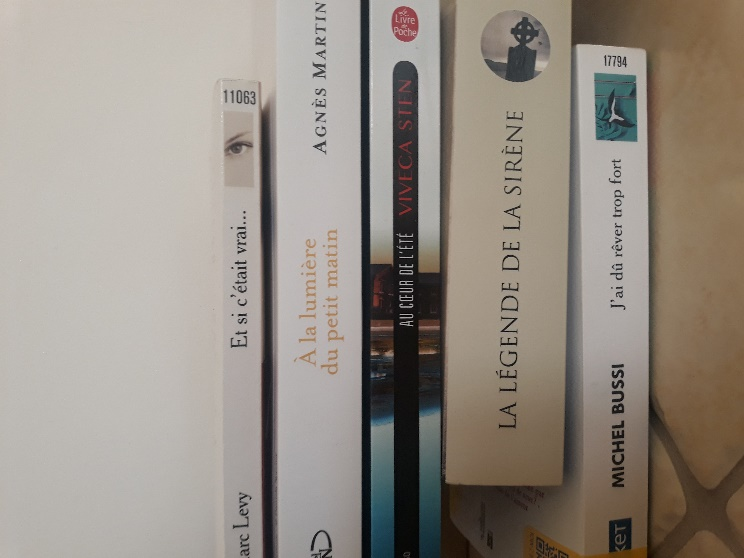 11063
Et si c'était vrai...
arc Levy
AGNÈS MARTIN
À la lumière
du petit matin
Le Livre
de Poche
VIVECA STEN
AU CŒUR DE L'ÉTÉ
LA LÉGENDE DE LA SIRÈNE
17794
J'ai dû rêver trop fort
MICHEL BUSSI
KET